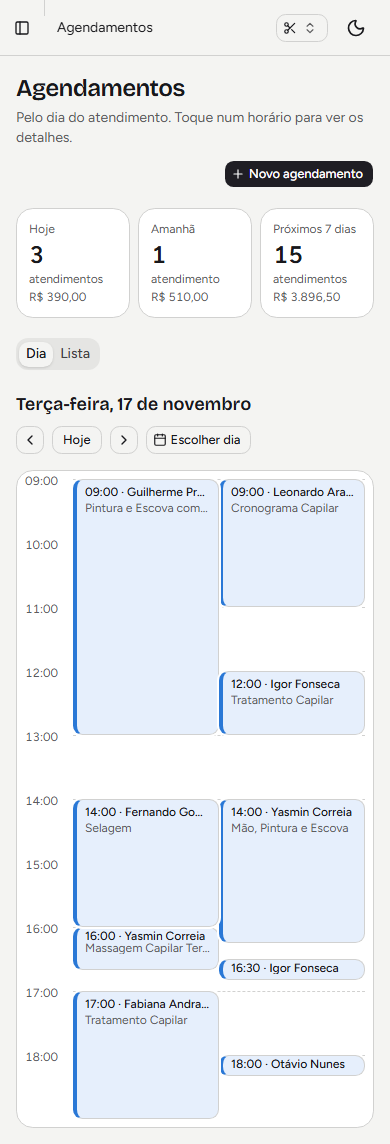 Agendamentos
Agendamentos
Pelo dia do atendimento. Toque num horário para ver os
detalhes.
Novo agendamento
Hoje
3
atendimentos
R$ 390,00
Amanhã
1
atendimento
R$ 510,00
Próximos 7 dias
15
atendimentos
R$ 3.896,50
Dia
Lista
Terça-feira, 17 de novembro
Hoje
Escolher dia
09:00
09:00 · Guilherme Pr...
Pintura e Escova com...
09:00 · Leonardo Ara...
Cronograma Capilar
10:00
11:00
12:00
12:00 · Igor Fonseca
Tratamento Capilar
13:00
14:00
14:00 · Fernando Go...
Selagem
14:00 · Yasmin Correia
Mão, Pintura e Escova
15:00
16:00
16:00 · Yasmin Correia
Massagem Capilar Ter...
16:30 · Igor Fonseca
17:00
17:00 · Fabiana Andra...
Tratamento Capilar
18:00
18:00 · Otávio Nunes